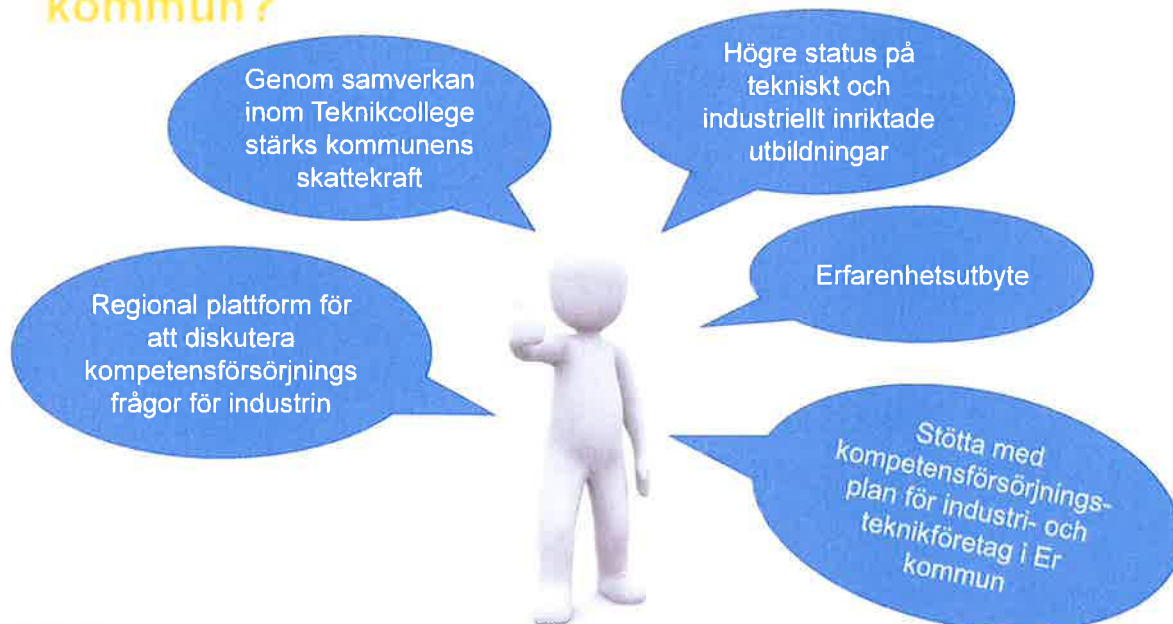 kommun?
Genom samverkan
inom Teknikcollege
stärks kommunens
skattekraft
Högre status på
tekniskt och
industriellt inriktade
utbildningar
Regional plattform för
att diskutera
kompetensförsörjnings
frågor för industrin
Erfarenhetsutbyte
Stötta med
kompetensförsörjnings-
plan för industri- och
teknikföretag i Er
kommun